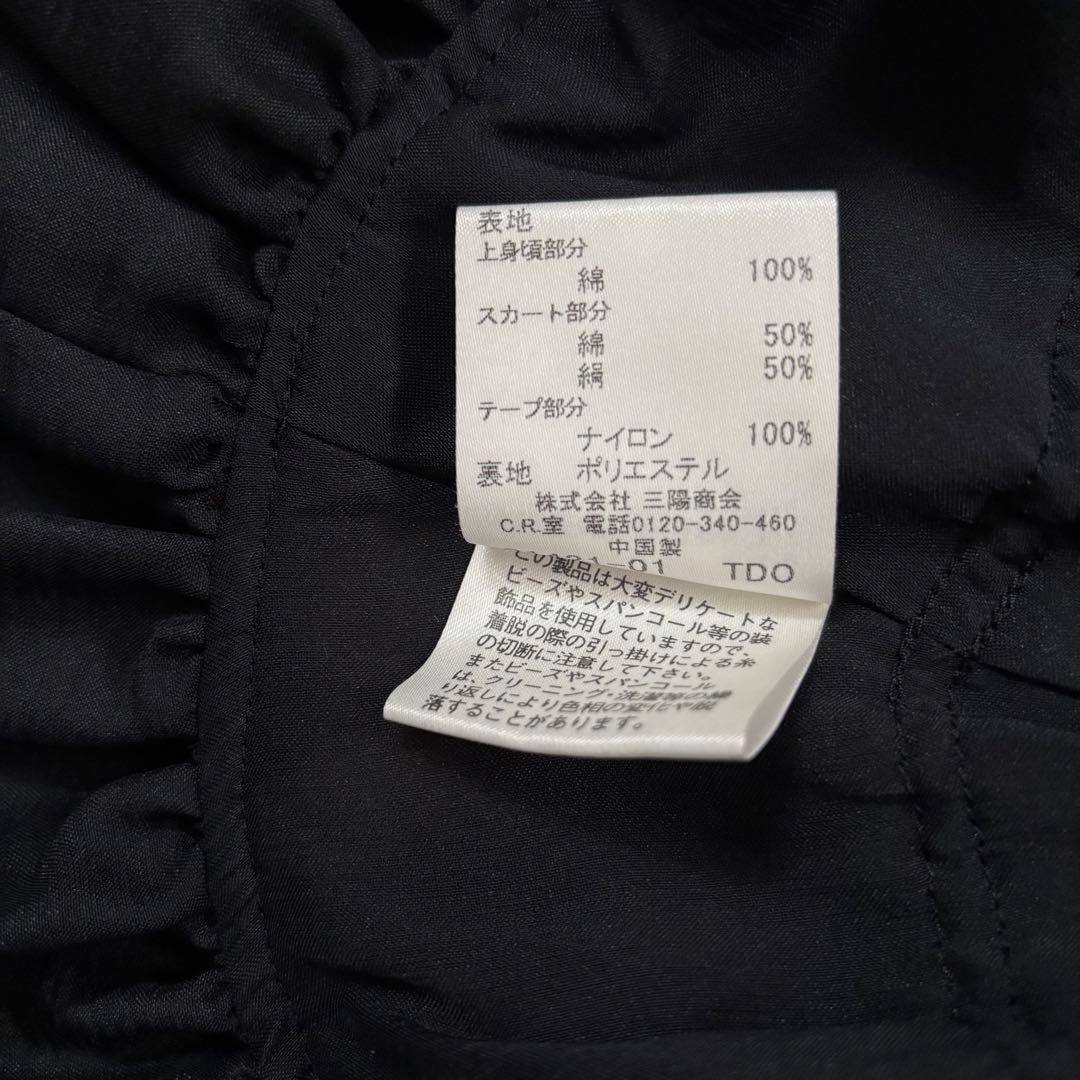 表地
上身頃部分
綿 100%
スカート部分
綿 50%
絹 50%
テープ部分
ナイロン 100%
裏地 ポリエステル
株式会社 三陽商会
C.R.室 電話0120-340-460
中国製
01 TDO
この製品は大変デリケートな
ビーズやスパンコール等の装
飾品を使用していますので、
着脱の際の引っ掛けによる糸
の切断に注意して下さい。
またビーズやスパンコール
は、クリーニング・洗濯等の繰
り返しにより色相の変化や脱
落することがあります。